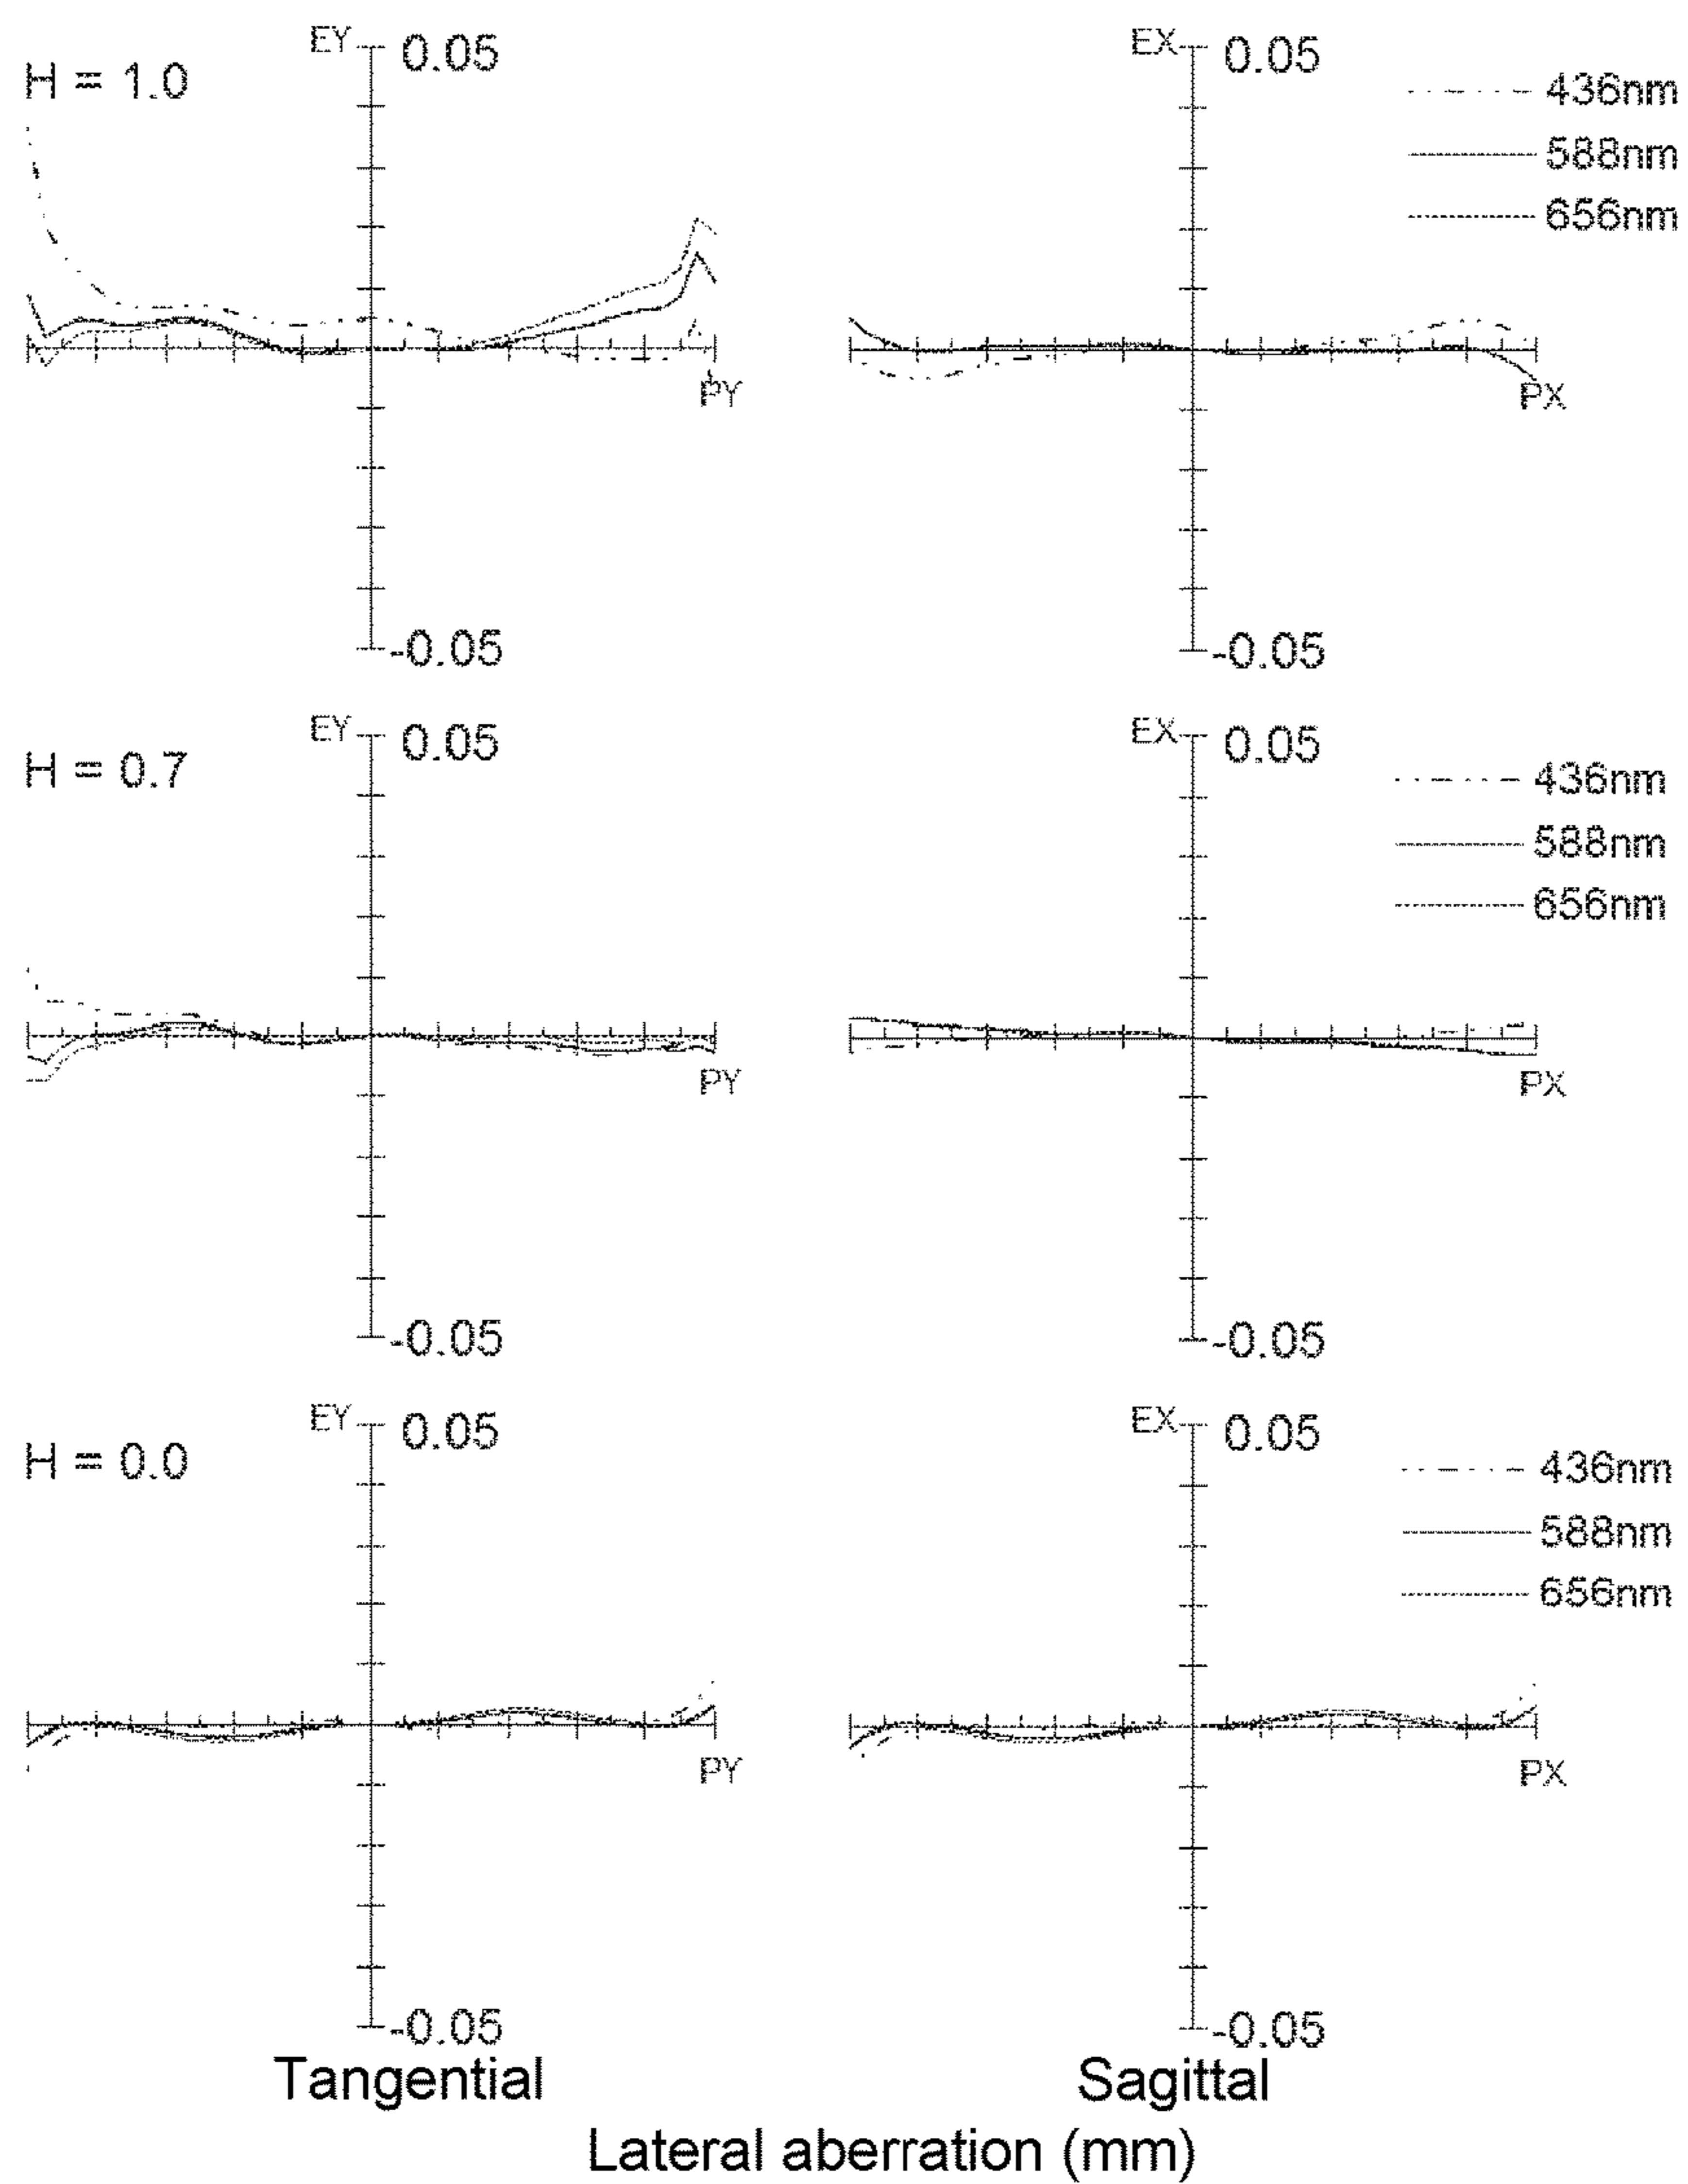 EY 0.05 EX 0.05
H = 1.0
436nm
588nm
656nm
PY PX
-0.05 -0.05
EY 0.05 EX 0.05
H = 0.7
436nm
588nm
656nm
PY PX
-0.05 -0.05
EY 0.05 EX 0.05
H = 0.0
436nm
588nm
656nm
PY PX
-0.05 -0.05
Tangential Sagittal
Lateral aberration (mm)